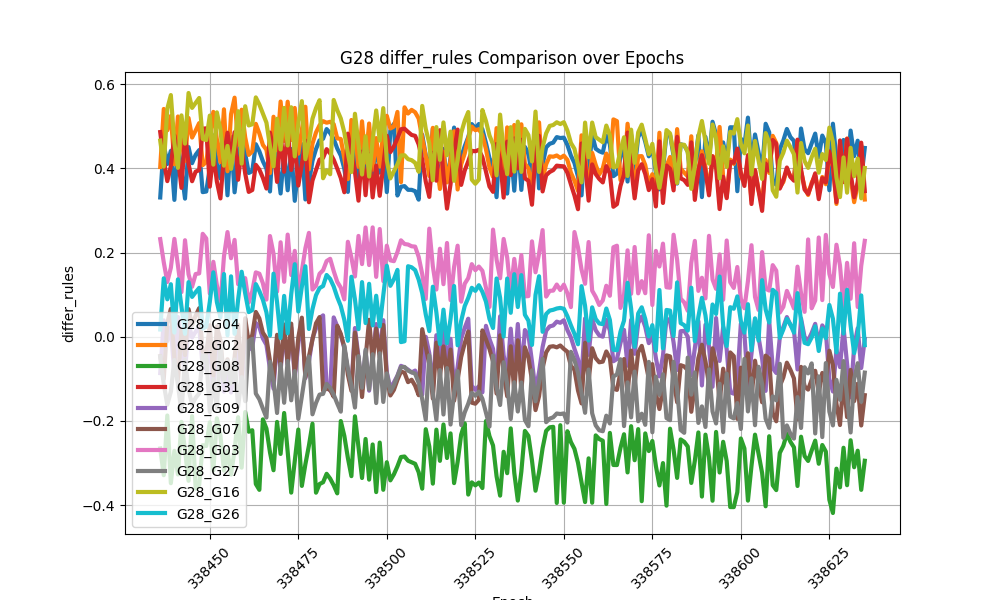 G28 differ_rules Comparison over Epochs
differ_rules
0.6
0.4
0.2
0.0
−0.2
−0.4
G28_G04
G28_G02
G28_G08
G28_G31
G28_G09
G28_G07
G28_G03
G28_G27
G28_G16
G28_G26
338450
338475
338500
338525
338550
338575
338600
338625
Epoch